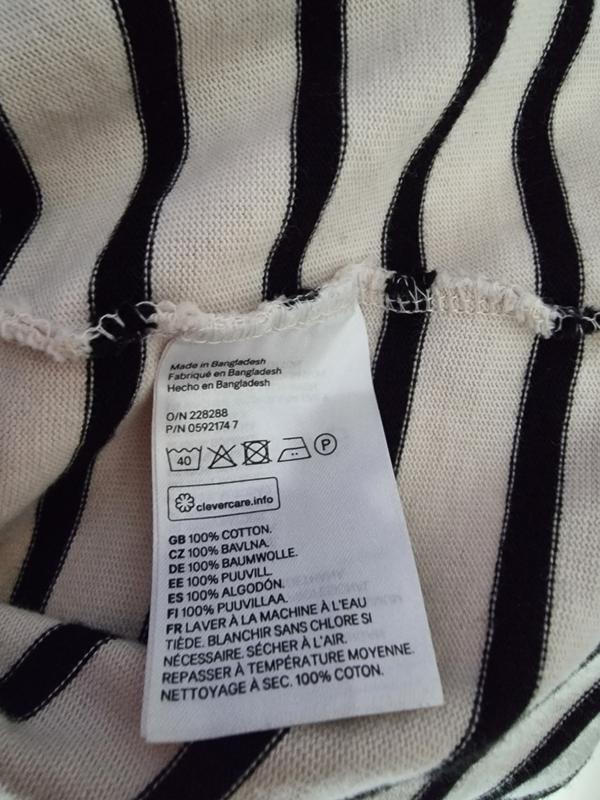 Made in Bangladesh
Fabriqué en Bangladesh
Hecho en Bangladesh
O/N 228288
P/N 0592174 7
40
P
clevercare.info
GB 100% COTTON.
CZ 100% BAVLNA.
DE 100% BAUMWOLLE.
EE 100% PUUVILL.
ES 100% ALGODÓN.
FI 100% PUUVILLAA.
FR LAVER À LA MACHINE À L'EAU
TIÈDE. BLANCHIR SANS CHLORE SI
NÉCESSAIRE. SÉCHER À L'AIR.
REPASSER À TEMPÉRATURE MOYENNE.
NETTOYAGE À SEC. 100% COTON.